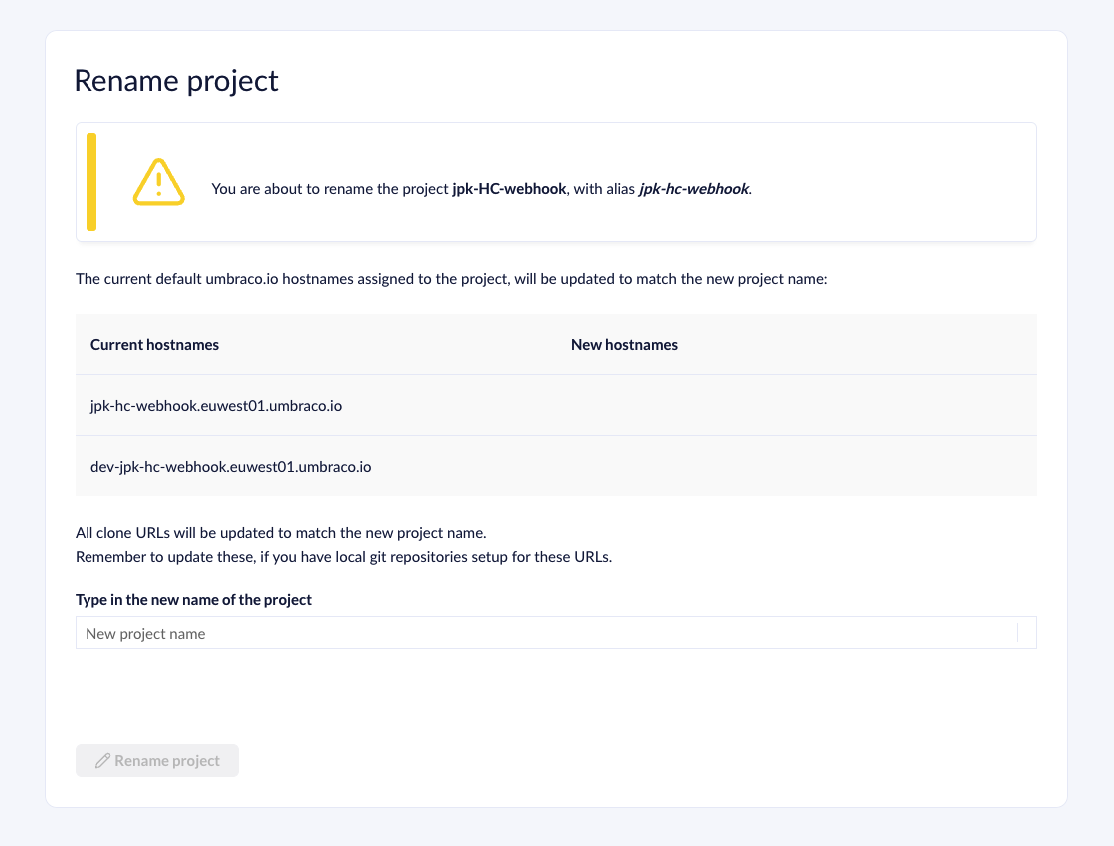 Rename project
You are about to rename the project jpk-HC-webhook, with alias jpk-hc-webhook.
The current default umbraco.io hostnames assigned to the project, will be updated to match the new project name:
Current hostnames New hostnames
jpk-hc-webhook.euwest01.umbraco.io
dev-jpk-hc-webhook.euwest01.umbraco.io
All clone URLs will be updated to match the new project name.
Remember to update these, if you have local git repositories setup for these URLs.
Type in the new name of the project
New project name
Rename project